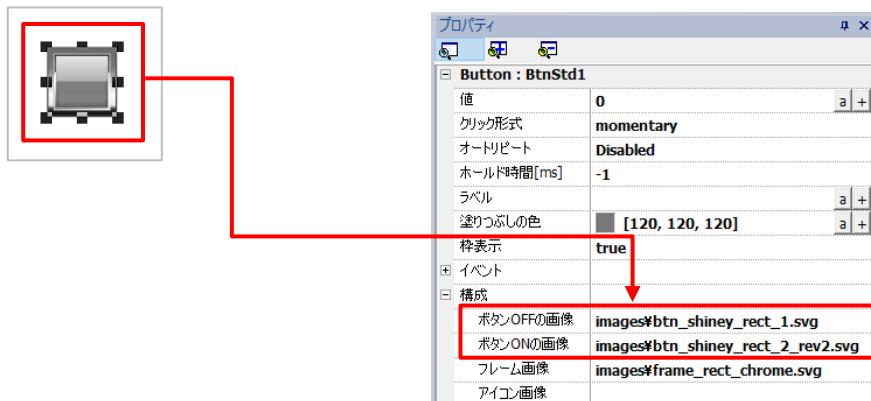 プロパティ
Button : BtnStd1
値 0 a +
クリック形式 momentary
オートリピート Disabled
ホールド時間[ms] -1
ラベル a +
塗りつぶしの色 [120, 120, 120] a +
枠表示 true
イベント
構成
ボタンOFFの画像 images¥btn_shiney_rect_1.svg
ボタンONの画像 images¥btn_shiney_rect_2_rev2.svg
フレーム画像 images¥frame_rect_chrome.svg
アイコン画像